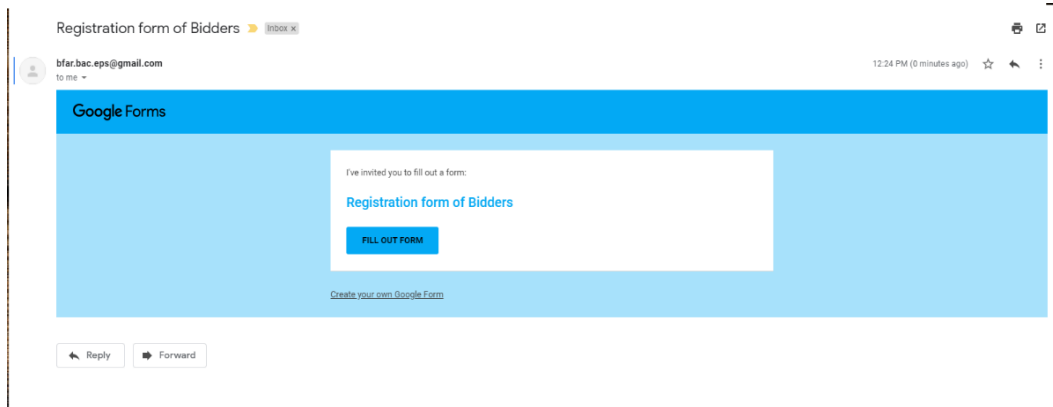 Registration form of Bidders Inbox x
bfar.bac.eps@gmail.com 12:24 PM (0 minutes ago)
to me
Google Forms
I've invited you to fill out a form:
Registration form of Bidders
FILL OUT FORM
Create your own Google Form
Reply Forward